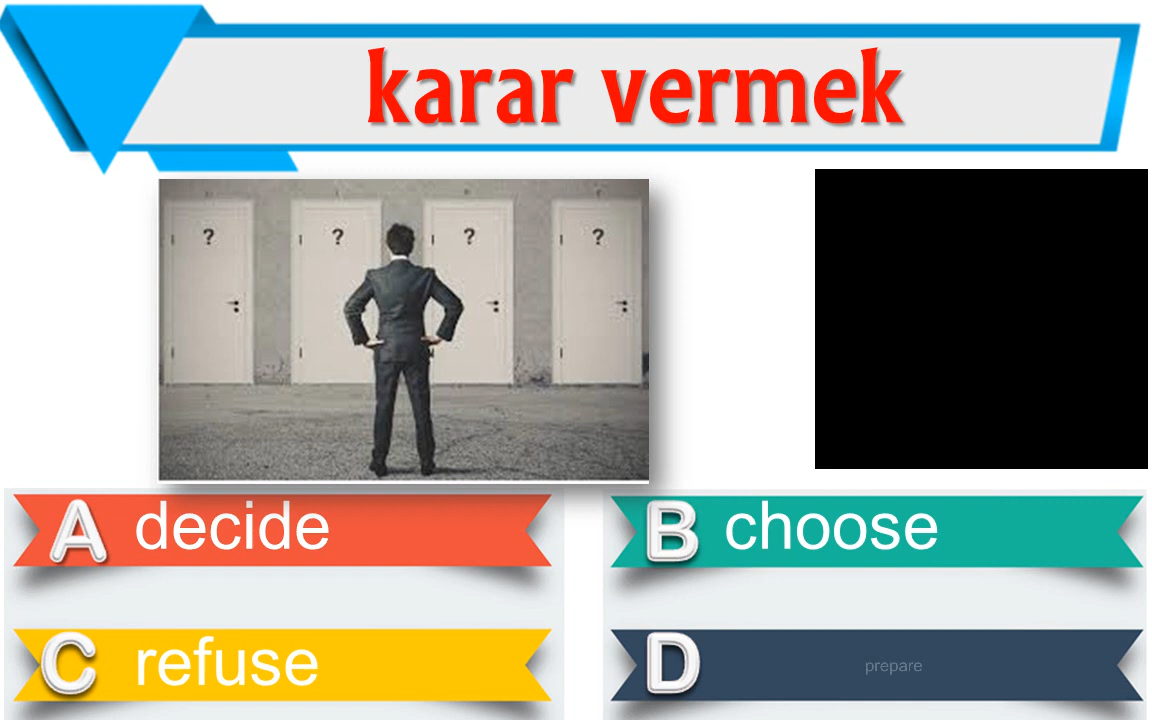 karar vermek
? ? ? ?
A decide
B choose
C refuse
D prepare